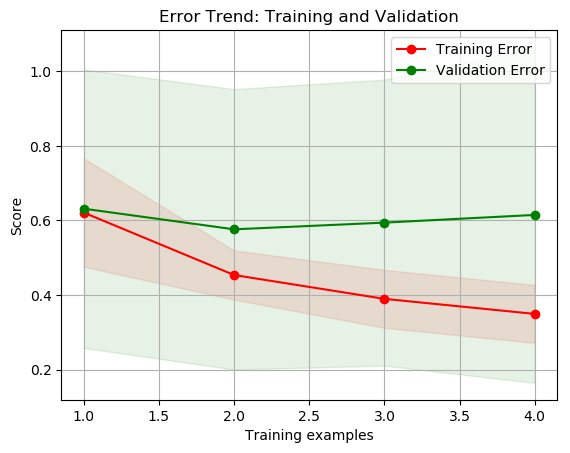 Error Trend: Training and Validation
Training Error
Validation Error
Score
1.0
0.8
0.6
0.4
0.2
1.0 1.5 2.0 2.5 3.0 3.5 4.0
Training examples